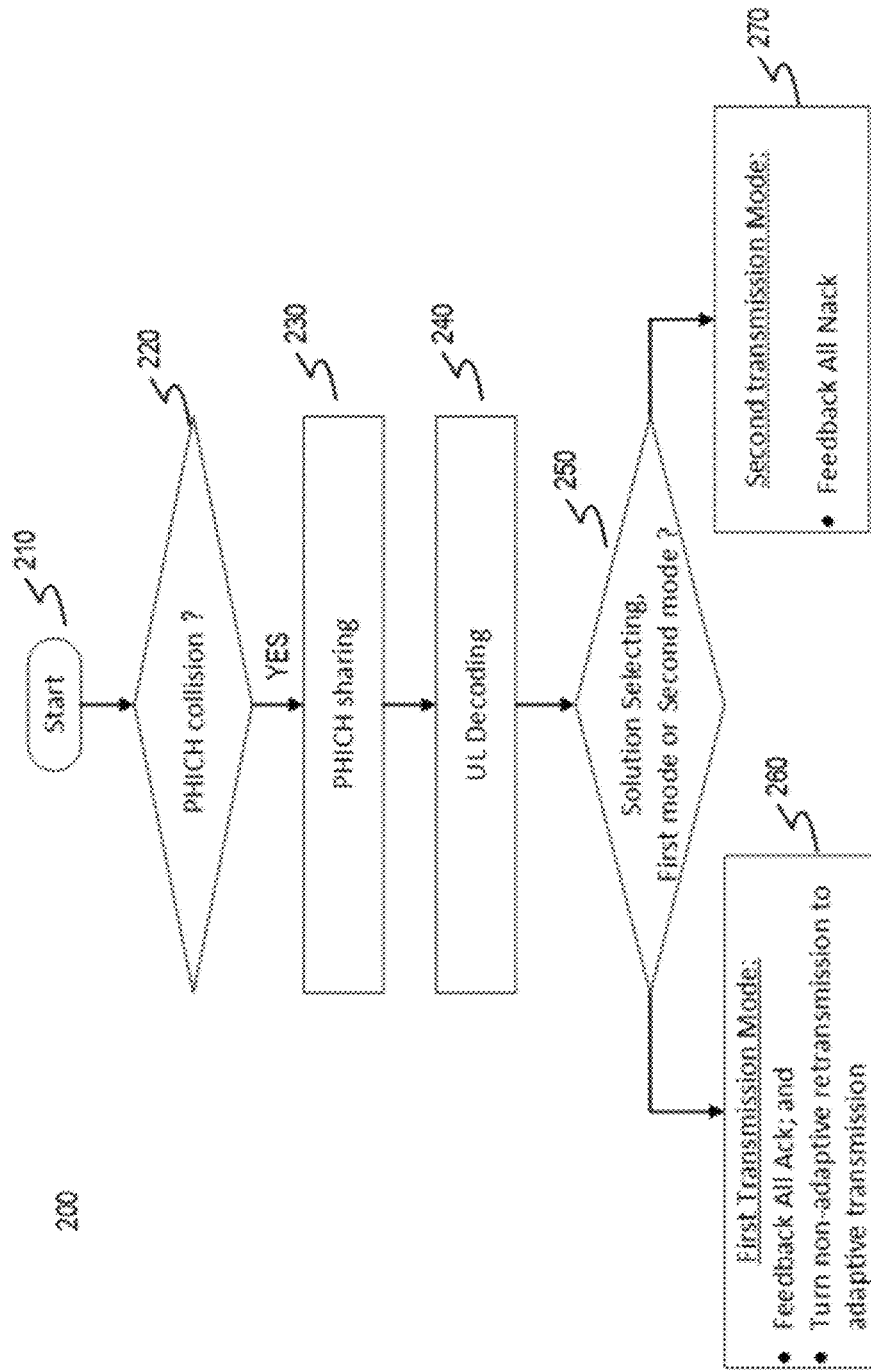 200
Start
210
PHICH collision ?
220
YES
PHICH sharing
230
UL Decoding
240
Solution Selecting,
First mode or Second mode ?
250
First Transmission Mode:
• Feedback All Ack; and
• Turn non-adaptive retransmission to
adaptive transmission
260
Second transmission Mode:
• Feedback All Nack
270